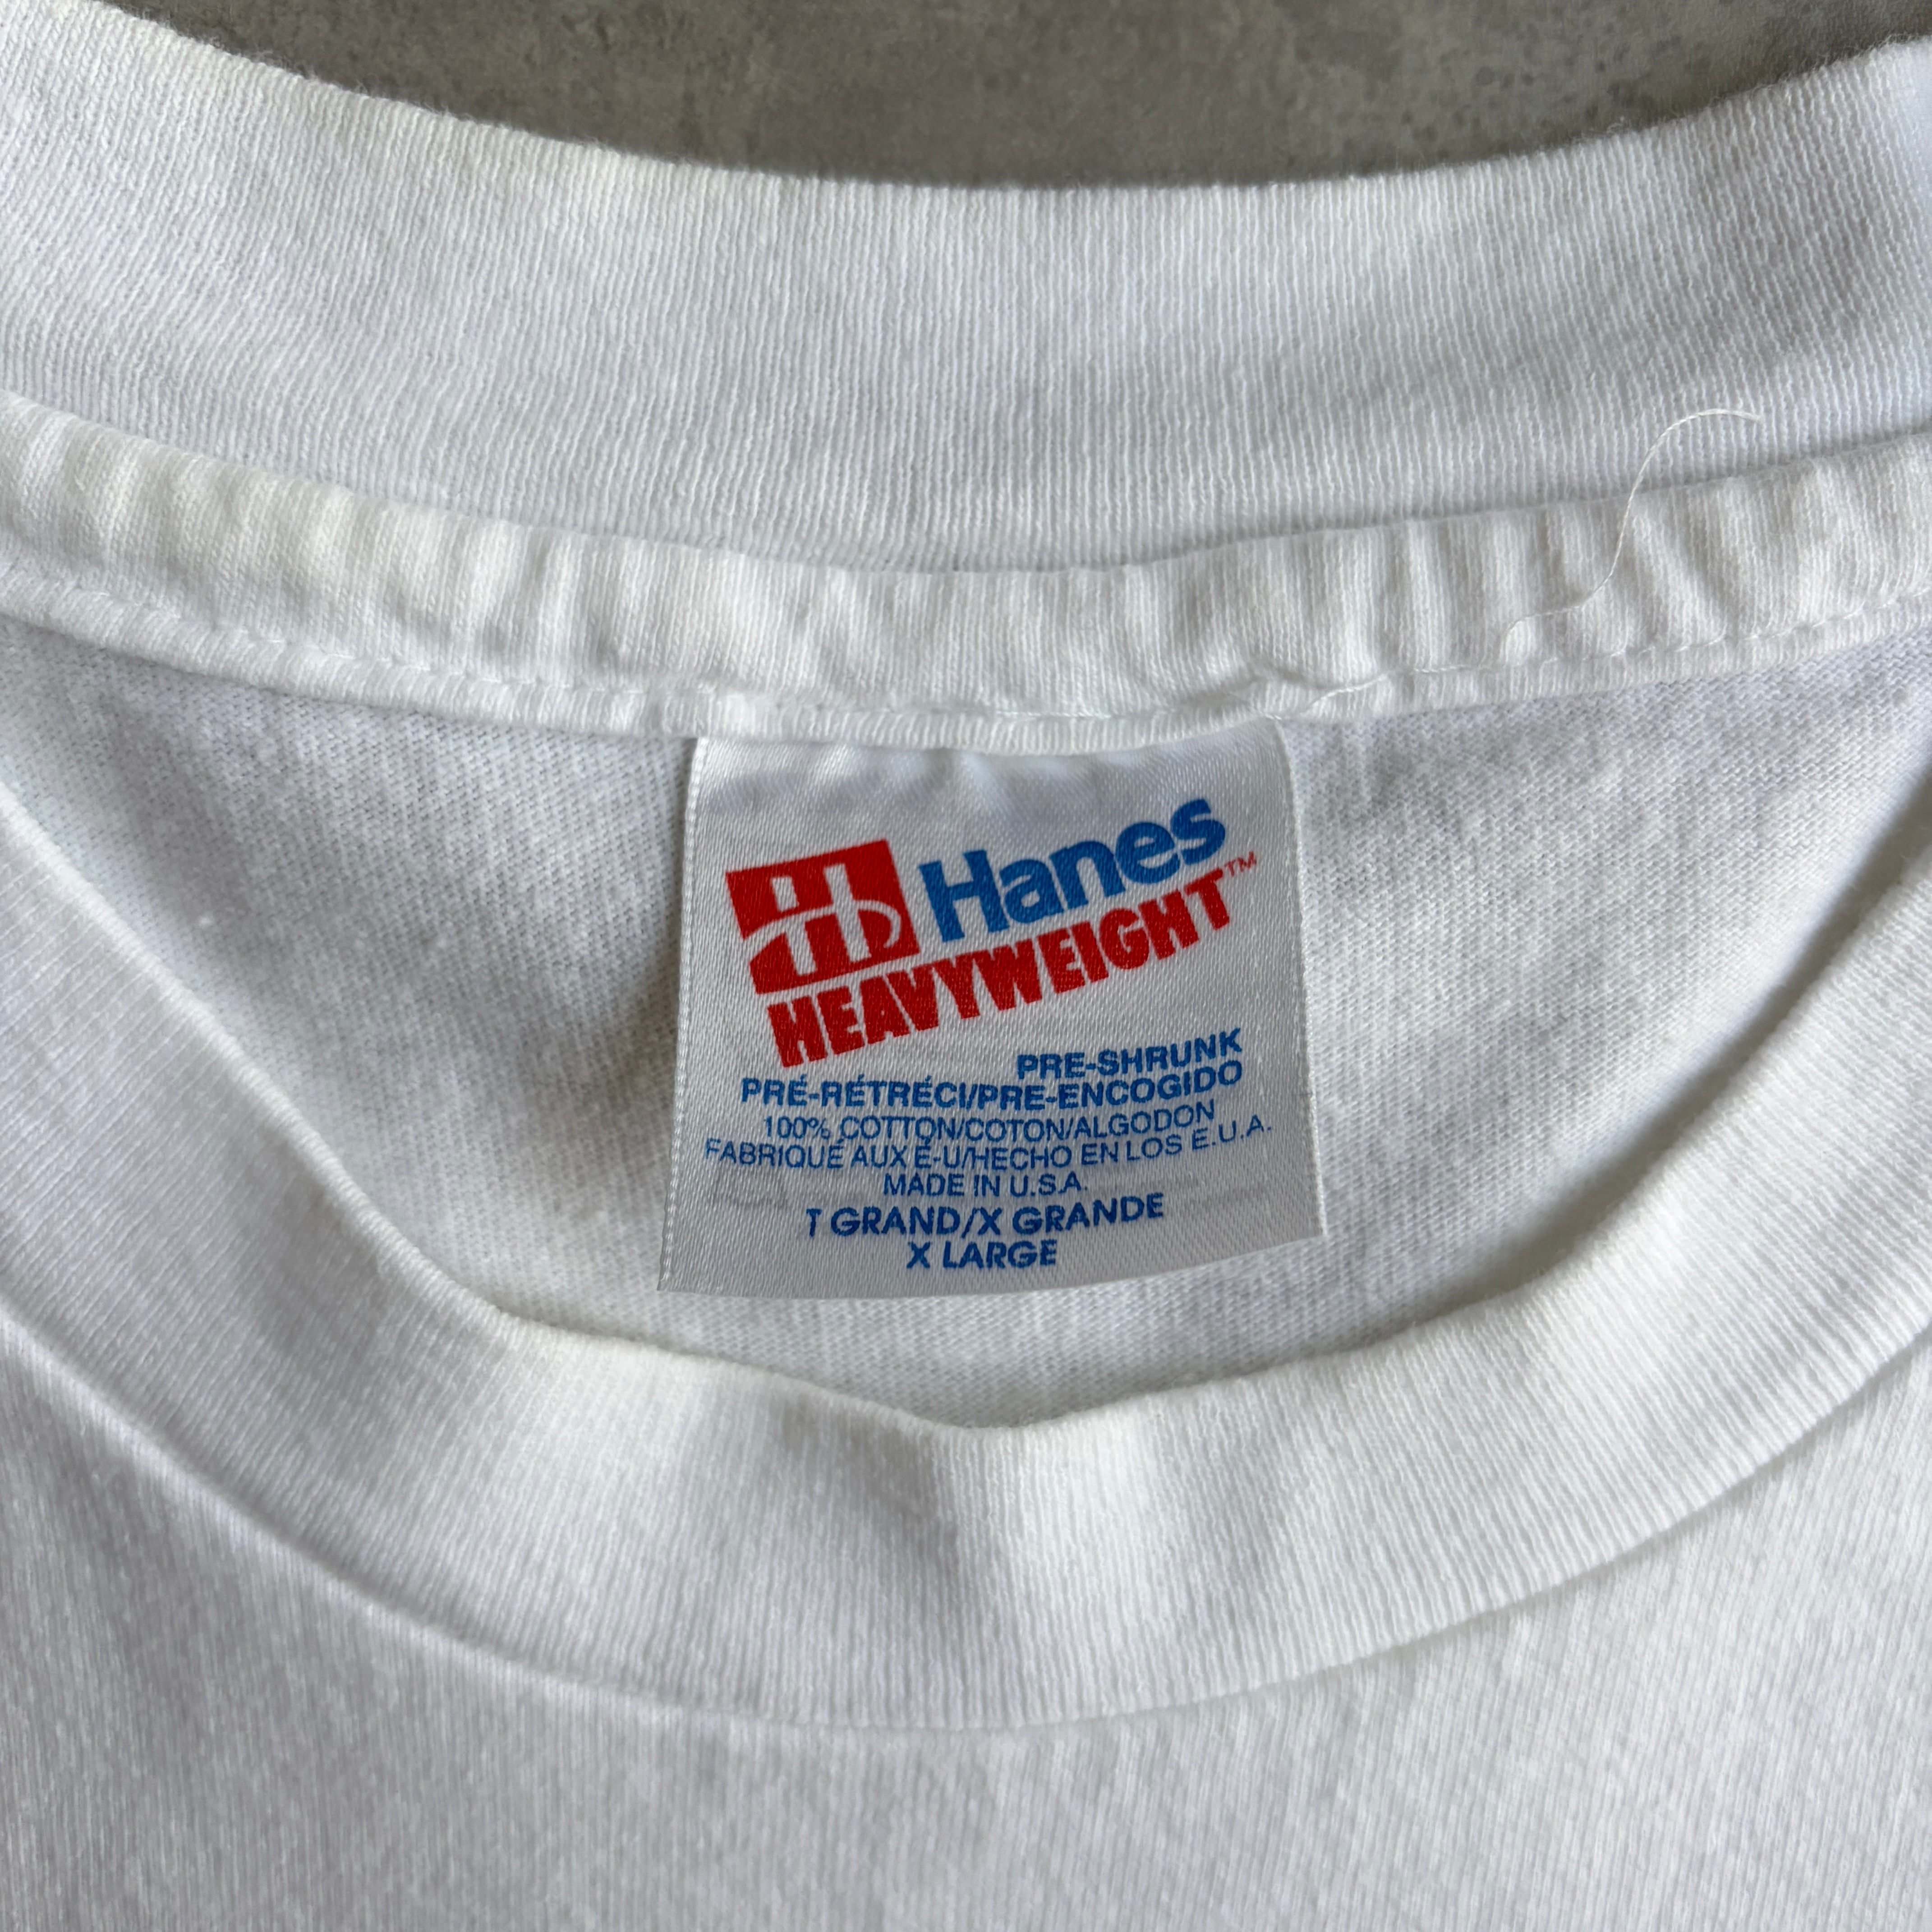 Hanes
HEAVYWEIGHT™
PRE-SHRUNK
PRÉ-RÉTRÉCI/PRE-ENCOGIDO
100% COTTON/COTON/ALGODON
FABRIQUÉ AUX É-U/HECHO EN LOS E.U.A.
MADE IN U.S.A.
T GRAND/X GRANDE
X LARGE